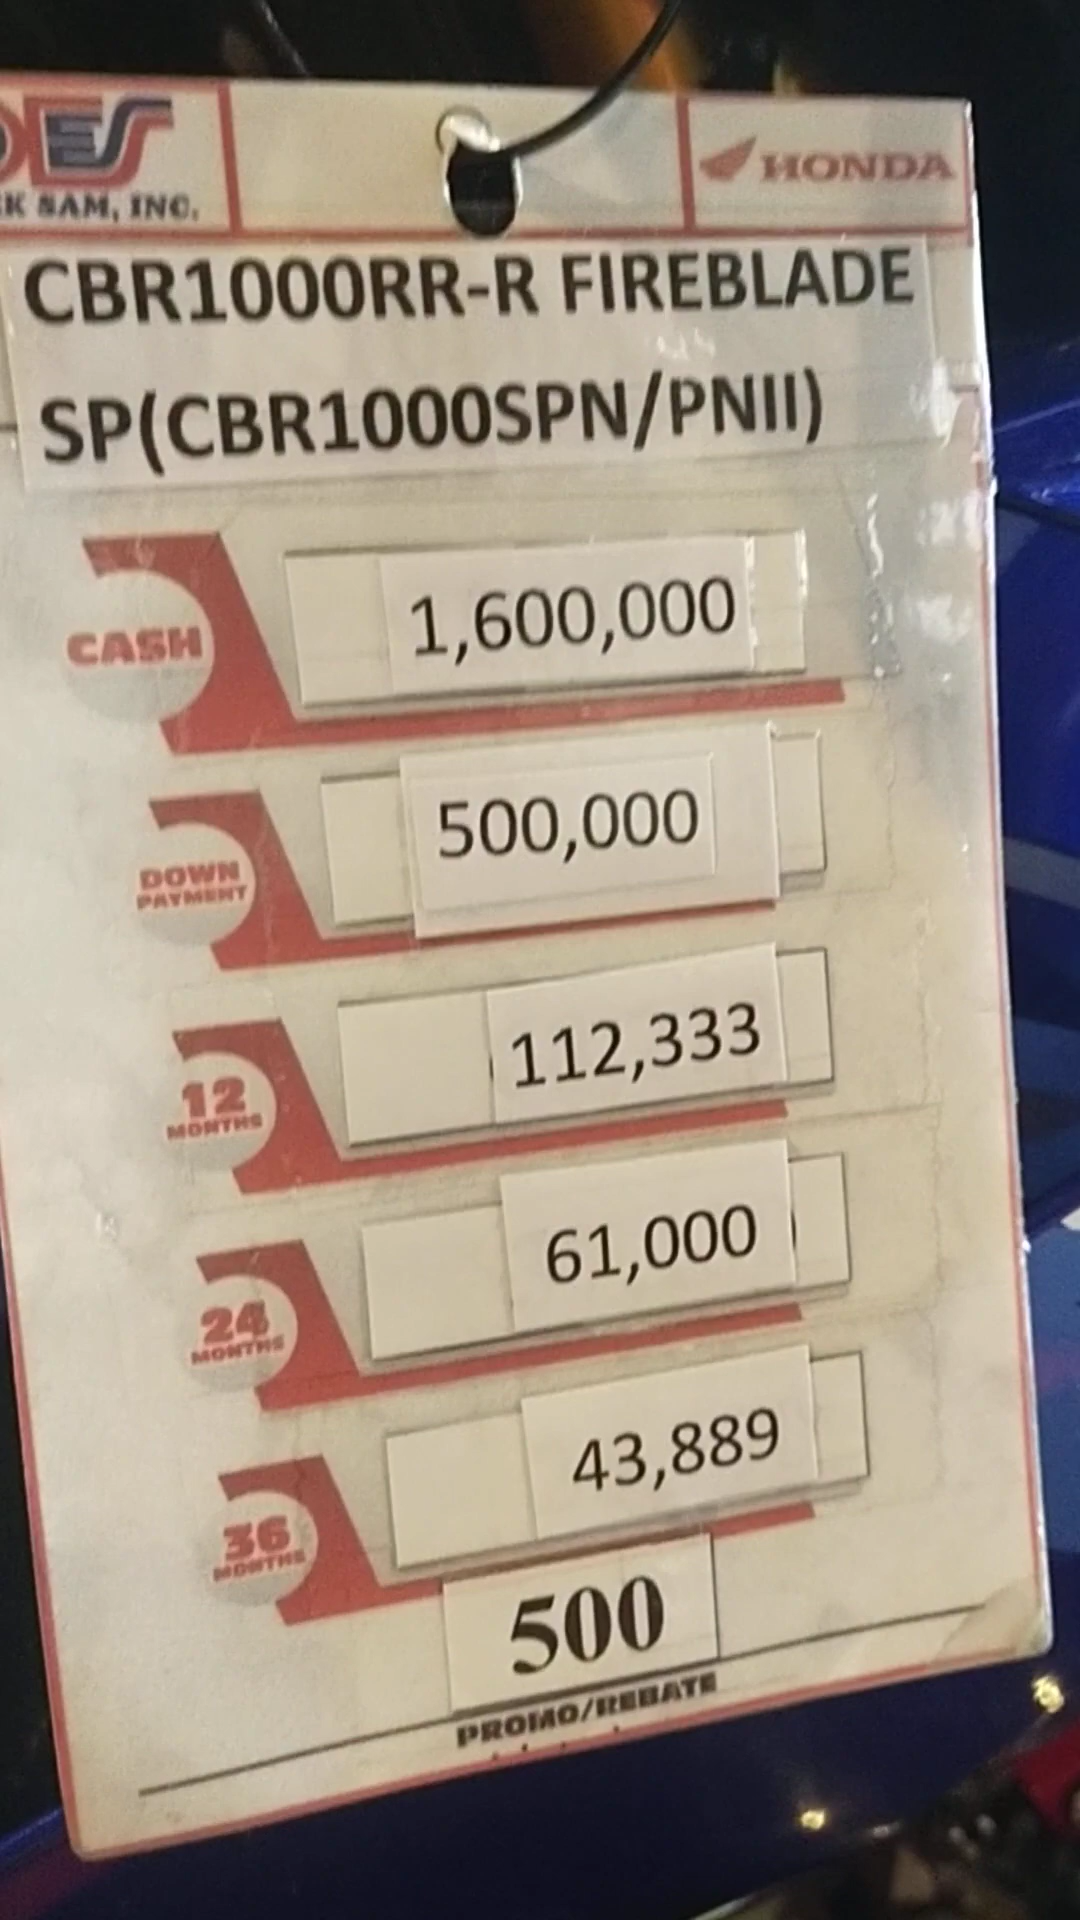 DES
K SAM, INC.
HONDA
CBR1000RR-R FIREBLADE
SP(CBR1000SPN/PNII)
CASH
1,600,000
DOWN
PAYMENT
500,000
12
MONTHS
112,333
24
MONTHS
61,000
36
MONTHS
43,889
500
PROMO/REBATE